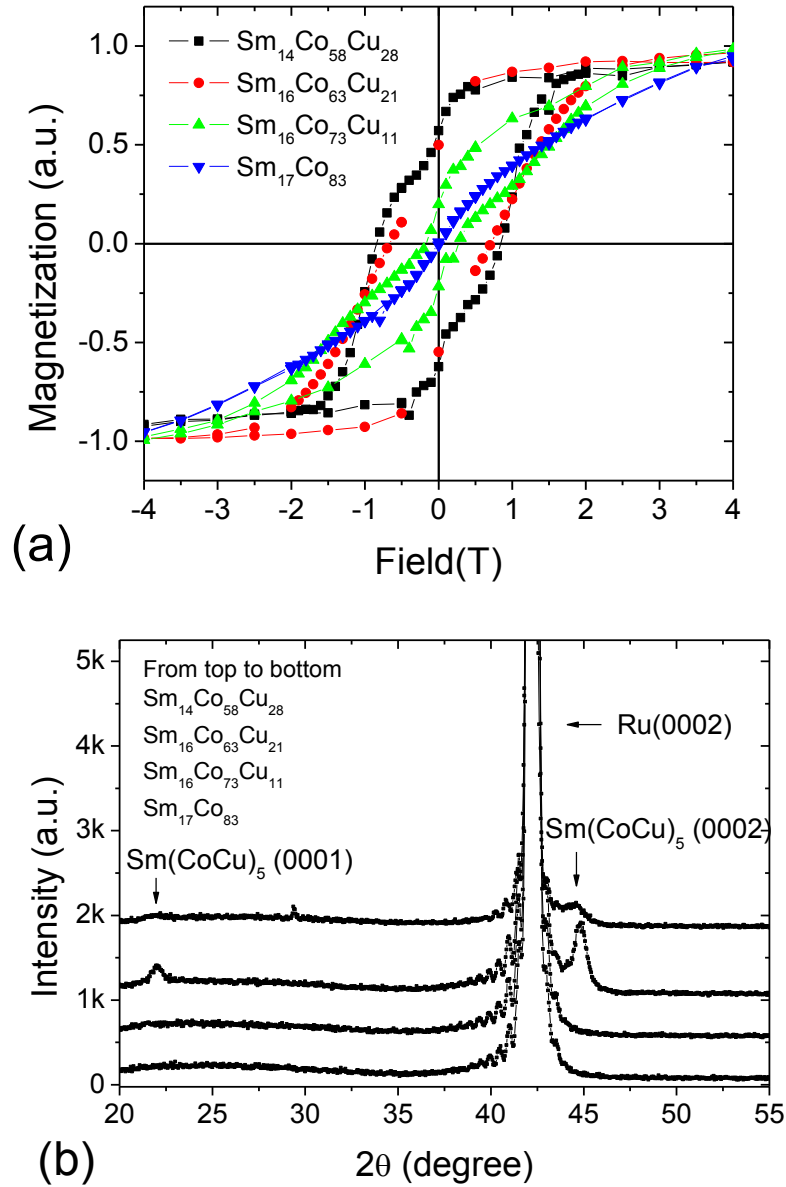 1.0
0.5
0.0
-0.5
-1.0
Magnetization (a.u.)
Sm₁₄Co₅₈Cu₂₈
Sm₁₆Co₆₃Cu₂₁
Sm₁₆Co₇₃Cu₁₁
Sm₁₇Co₈₃
-4 -3 -2 -1 0 1 2 3 4
(a)
Field(T)
5k
4k
3k
2k
1k
0
Intensity (a.u.)
From top to bottom
Sm₁₄Co₅₈Cu₂₈
Sm₁₆Co₆₃Cu₂₁
Sm₁₆Co₇₃Cu₁₁
Sm₁₇Co₈₃
Ru(0002)
Sm(CoCu)₅ (0001)
Sm(CoCu)₅ (0002)
20 25 30 35 40 45 50 55
(b)
2θ (degree)